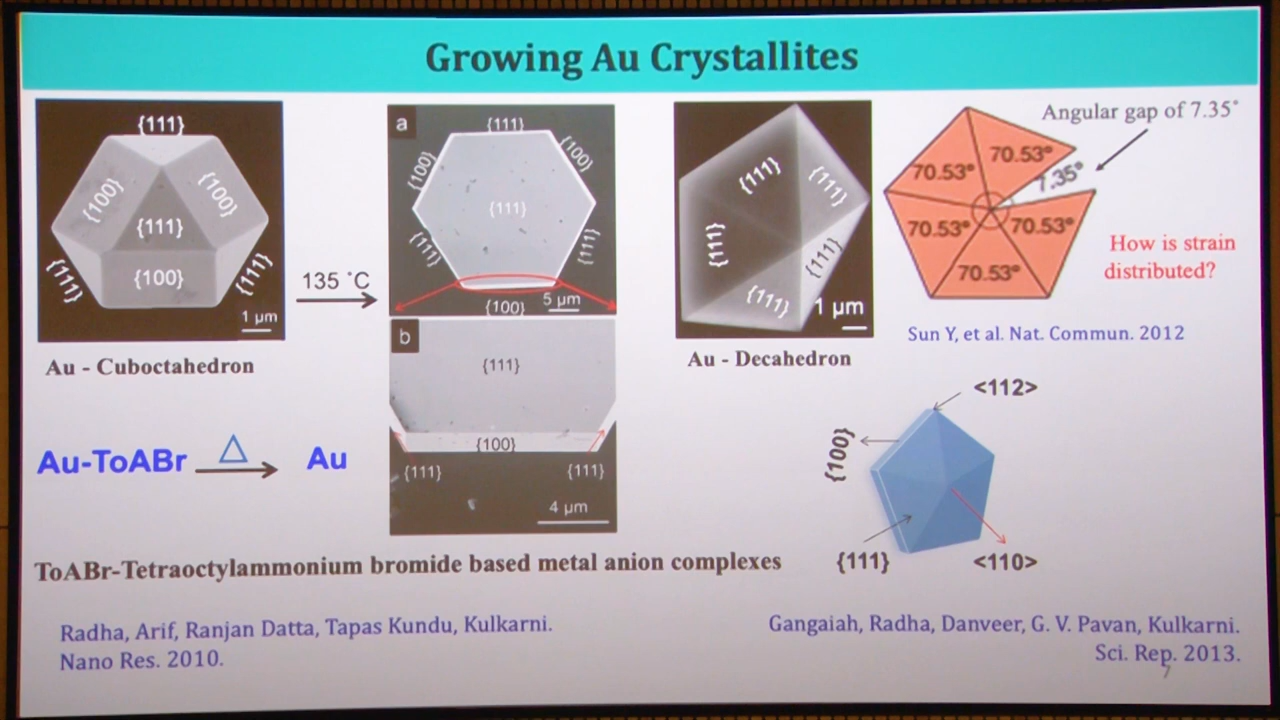 Growing Au Crystallites
{111}
{100}
{100}
{111}
{111}
{100}
{111}
1 μm
Au - Cuboctahedron
135 ˚C
a
{111}
{100}
{100}
{111}
{111}
{111}
{100}
5 μm
b
{111}
{100}
{111}
{111}
4 μm
{111}
{111}
{111}
{111}
{111}
1 μm
Au - Decahedron
Angular gap of 7.35˚
70.53°
70.53°
7.35°
70.53°
70.53°
70.53°
How is strain
distributed?
Sun Y, et al. Nat. Commun. 2012
Au-ToABr
Δ
Au
<112>
{100}
{111}
<110>
ToABr-Tetraoctylammonium bromide based metal anion complexes
Radha, Arif, Ranjan Datta, Tapas Kundu, Kulkarni.
Nano Res. 2010.
Gangaiah, Radha, Danveer, G. V. Pavan, Kulkarni.
Sci. Rep. 2013.
7